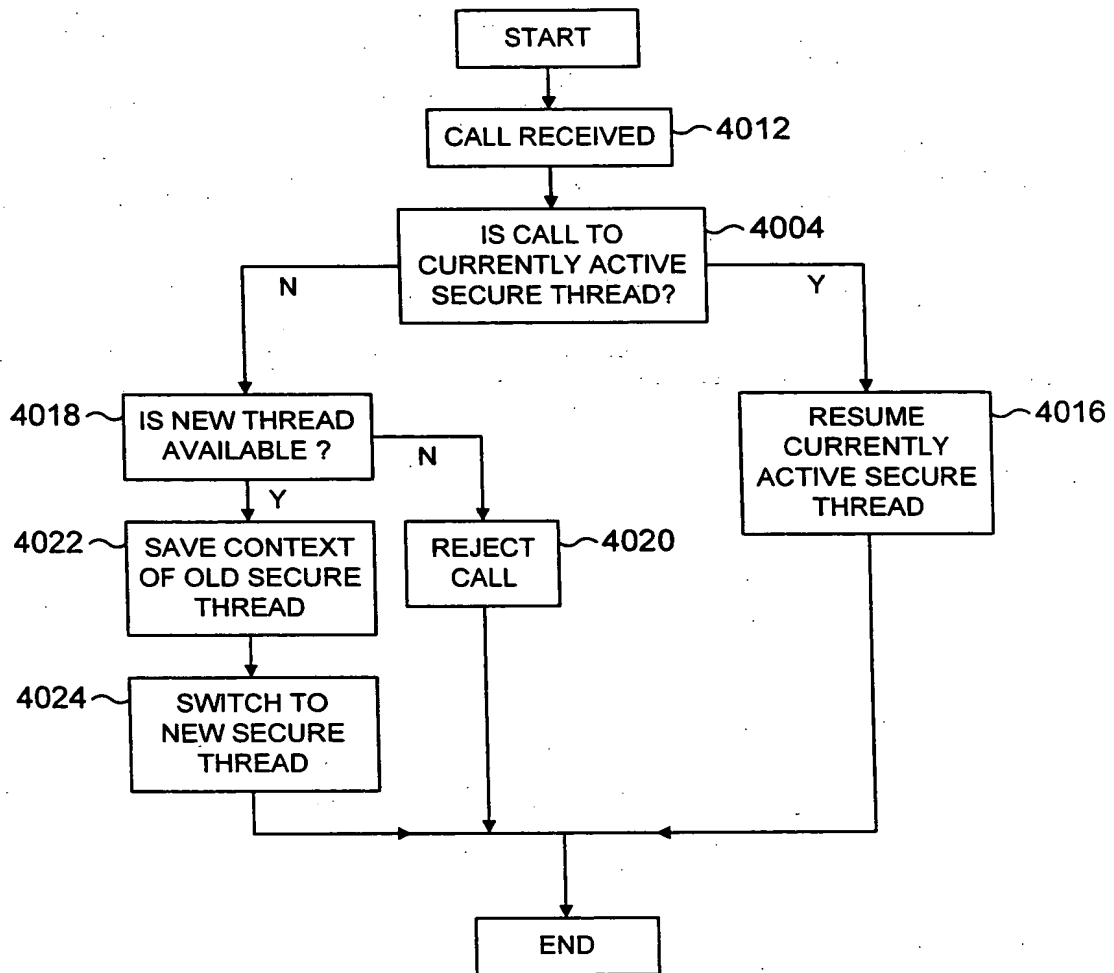 START
CALL RECEIVED
4012
IS CALL TO
CURRENTLY ACTIVE
SECURE THREAD?
4004
N
Y
4018
IS NEW THREAD
AVAILABLE ?
N
Y
RESUME
CURRENTLY
ACTIVE SECURE
THREAD
4016
4022
SAVE CONTEXT
OF OLD SECURE
THREAD
REJECT
CALL
4020
4024
SWITCH TO
NEW SECURE
THREAD
END